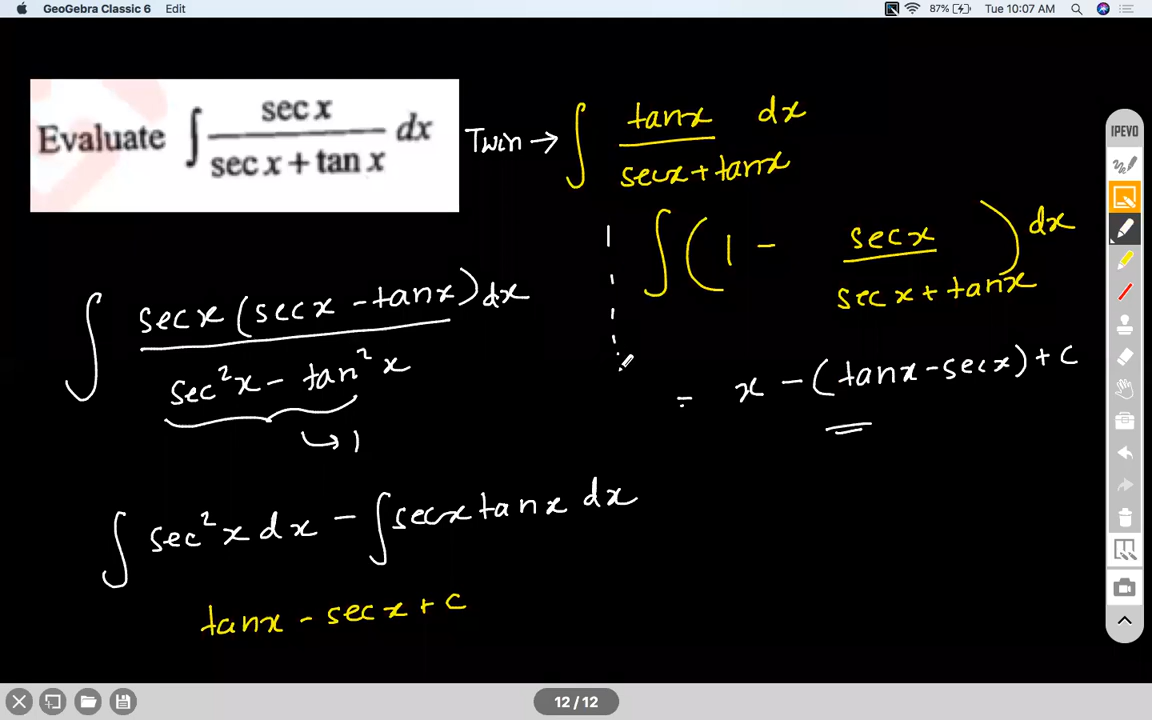 GeoGebra Classic 6 Edit 87% Tue 10:07 AM
Evaluate ∫ sec x / (sec x + tan x) dx
Twin → ∫ tanx / (secx + tanx) dx
∫ (1 − secx / (secx + tanx)) dx
= x − (tanx − secx) + c
∫ secx (secx − tanx) / (sec²x − tan²x) dx
↳ 1
∫ sec²x dx − ∫ secx tanx dx
tanx − secx + c
IPEVO
12 / 12